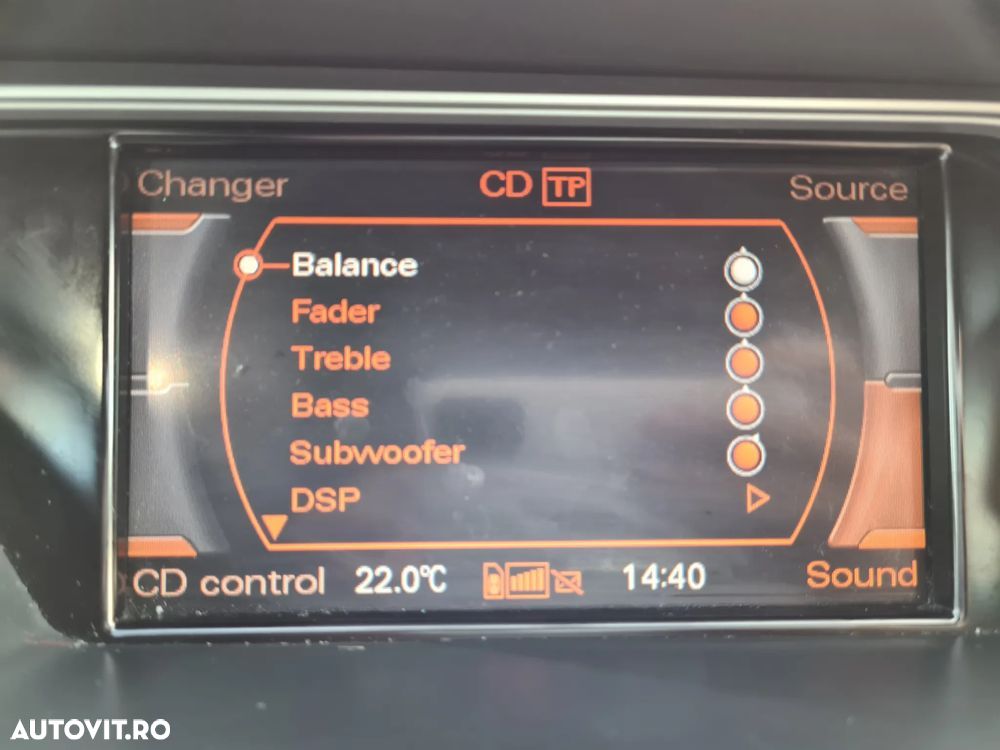 Changer CD TP Source
Balance
Fader
Treble
Bass
Subwoofer
DSP
CD control 22.0°C 14:40 Sound
AUTOVIT.RO